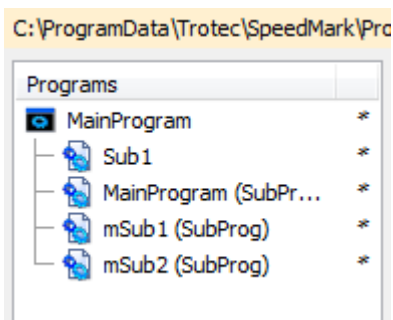 C:\ProgramData\Trotec\SpeedMark\Pro
Programs
MainProgram *
Sub1 *
MainProgram (SubPr... *
mSub1 (SubProg) *
mSub2 (SubProg) *